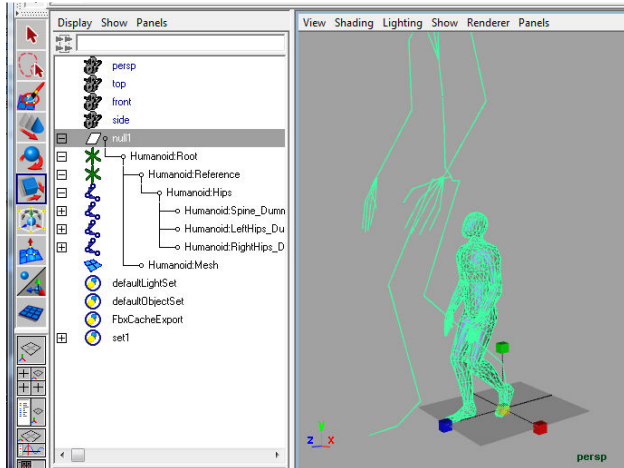 Display Show Panels
persp
top
front
side
null1
Humanoid:Root
Humanoid:Reference
Humanoid:Hips
Humanoid:Spine_Dumn
Humanoid:LeftHips_Du
Humanoid:RightHips_D
Humanoid:Mesh
defaultLightSet
defaultObjectSet
FbxCacheExport
set1
View Shading Lighting Show Renderer Panels
y
z x
persp